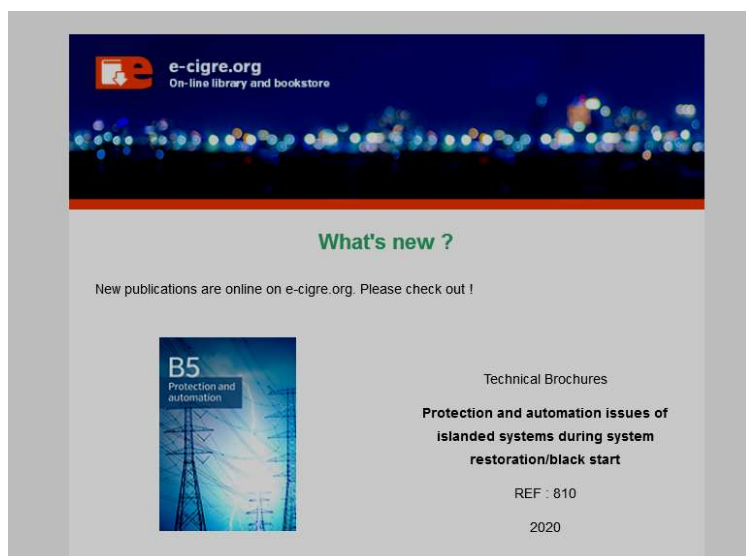 e-cigre.org
On-line library and bookstore
What's new ?
New publications are online on e-cigre.org. Please check out !
B5
Protection and
automation
Technical Brochures
Protection and automation issues of
islanded systems during system
restoration/black start
REF : 810
2020